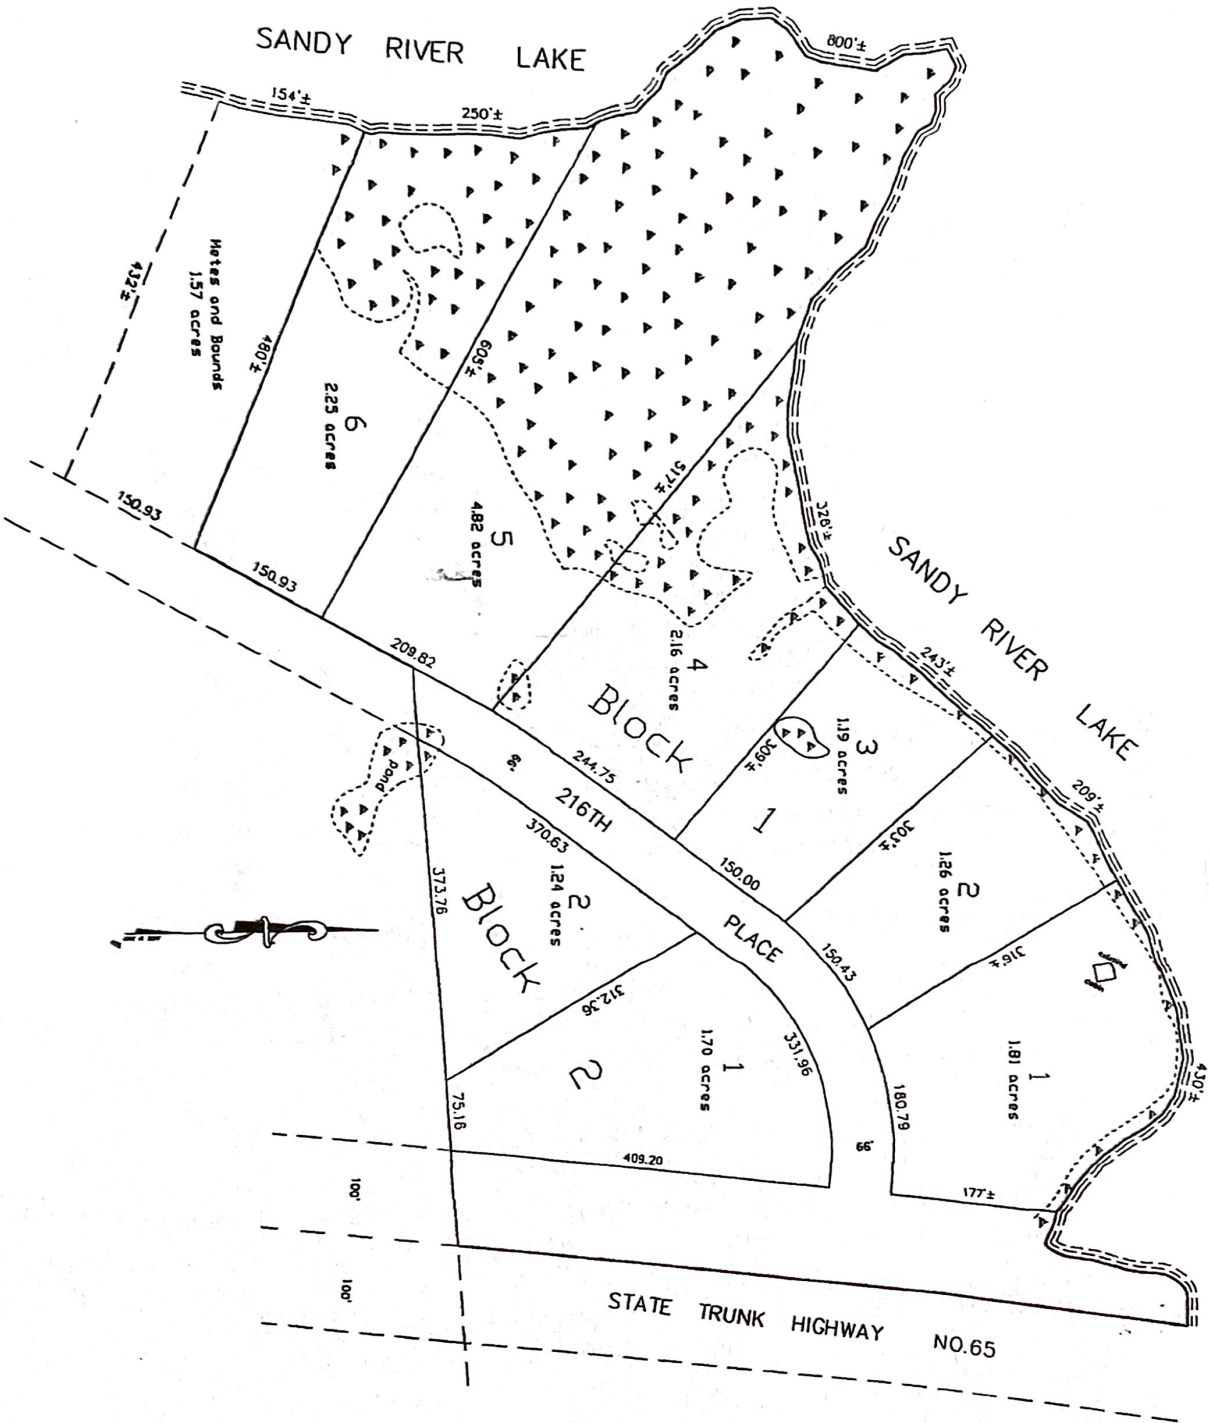 SANDY RIVER LAKE
800'±
154'±
250'±
432'±
Metes and Bounds
1.57 acres
480'±
605'±
6
2.25 acres
517'±
5
4.82 acres
328'±
SANDY RIVER LAKE
150.93
150.93
209.82
4
2.16 acres
243'±
Block
1
3
1.19 acres
309'±
209'±
pond
66'
244.75
216TH
PLACE
370.63
303'±
2
1.26 acres
150.00
373.76
2
1.24 acres
Block
2
150.43
316'±
cabin
312.36
1
1.70 acres
331.96
1
1.81 acres
430'±
75.16
180.79
66'
409.20
177'±
100'
100'
STATE TRUNK HIGHWAY NO.65